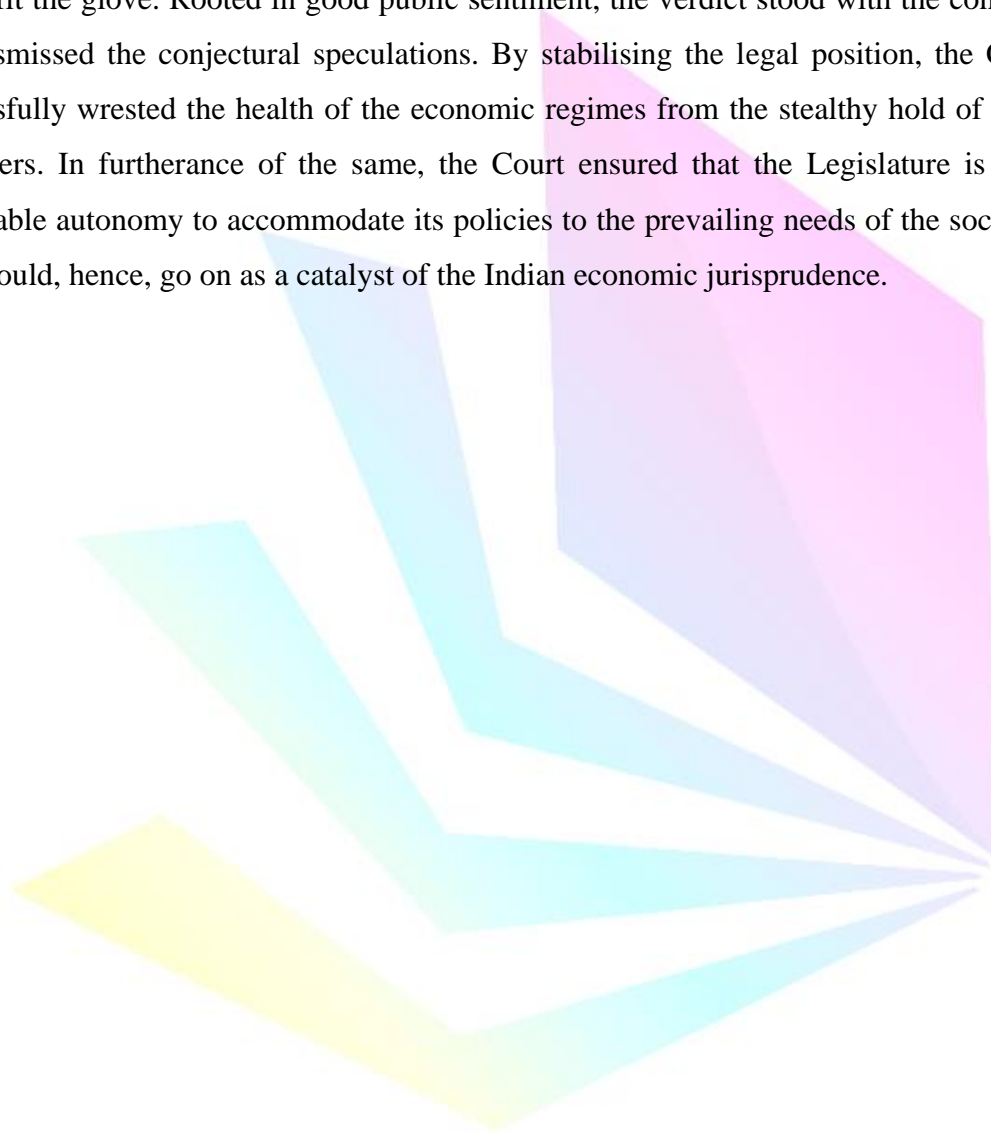 fit the glove. Rooted in good public sentiment, the verdict stood with the con
smissed the conjectural speculations. By stabilising the legal position, the C
sfully wrested the health of the economic regimes from the stealthy hold of
ers. In furtherance of the same, the Court ensured that the Legislature is
able autonomy to accommodate its policies to the prevailing needs of the soc
ould, hence, go on as a catalyst of the Indian economic jurisprudence.